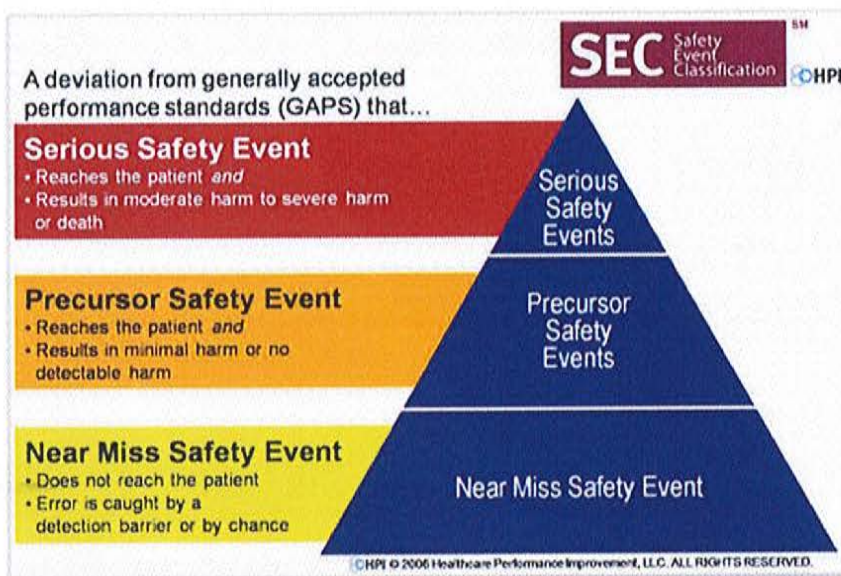 SEC Safety
Event
Classification
SM
HPI
A deviation from generally accepted
performance standards (GAPS) that...
Serious Safety Event
• Reaches the patient and
• Results in moderate harm to severe harm
or death
Serious
Safety
Events
Precursor Safety Event
• Reaches the patient and
• Results in minimal harm or no
detectable harm
Precursor
Safety
Events
Near Miss Safety Event
• Does not reach the patient
• Error is caught by a
detection barrier or by chance
Near Miss Safety Event
HPI © 2006 Healthcare Performance Improvement, LLC. ALL RIGHTS RESERVED.